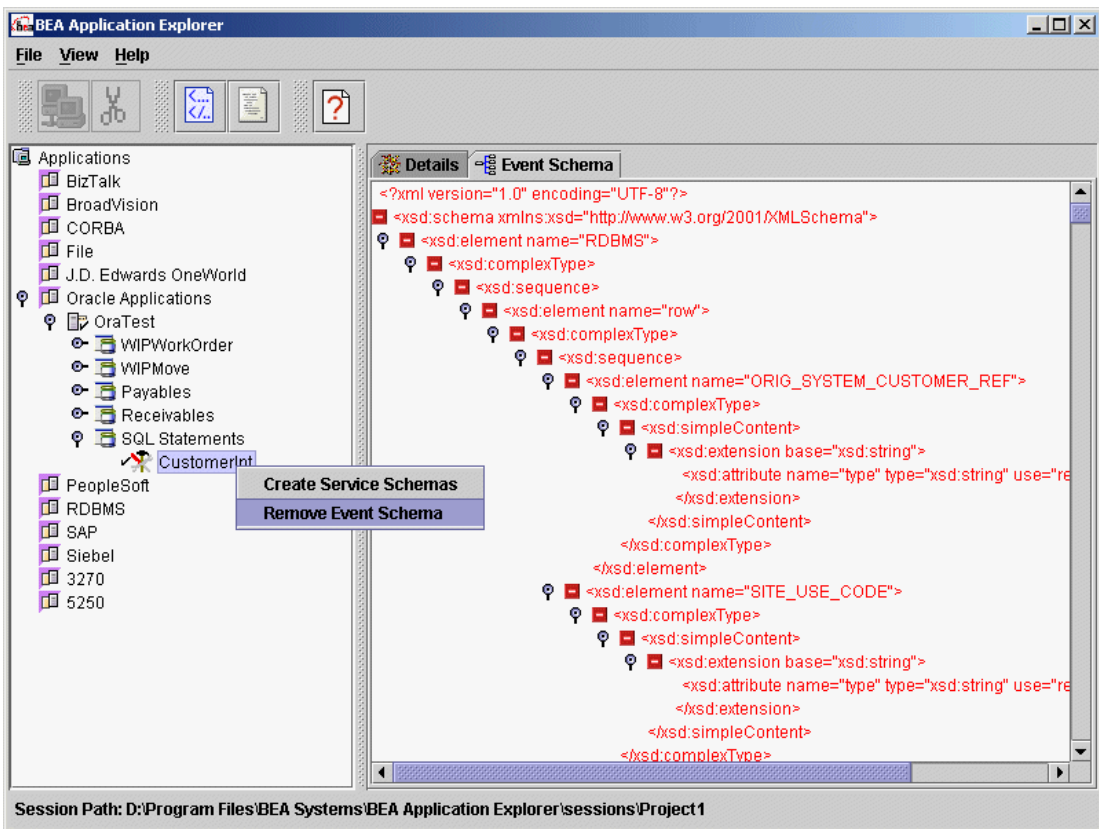 BEA Application Explorer
File View Help
Applications
BizTalk
BroadVision
CORBA
File
J.D. Edwards OneWorld
Oracle Applications
OraTest
WIPWorkOrder
WIPMove
Payables
Receivables
SQL Statements
CustomerInt
PeopleSoft
RDBMS
SAP
Siebel
3270
5250
Create Service Schemas
Remove Event Schema
Details Event Schema
<?xml version="1.0" encoding="UTF-8"?>
<xsd:schema xmlns:xsd="http://www.w3.org/2001/XMLSchema">
<xsd:element name="RDBMS">
<xsd:complexType>
<xsd:sequence>
<xsd:element name="row">
<xsd:complexType>
<xsd:sequence>
<xsd:element name="ORIG_SYSTEM_CUSTOMER_REF">
<xsd:complexType>
<xsd:simpleContent>
<xsd:extension base="xsd:string">
<xsd:attribute name="type" type="xsd:string" use="re
</xsd:extension>
</xsd:simpleContent>
</xsd:complexType>
</xsd:element>
<xsd:element name="SITE_USE_CODE">
<xsd:complexType>
<xsd:simpleContent>
<xsd:extension base="xsd:string">
<xsd:attribute name="type" type="xsd:string" use="re
</xsd:extension>
</xsd:simpleContent>
</xsd:complexType>
Session Path: D:\Program Files\BEA Systems\BEA Application Explorer\sessions\Project1